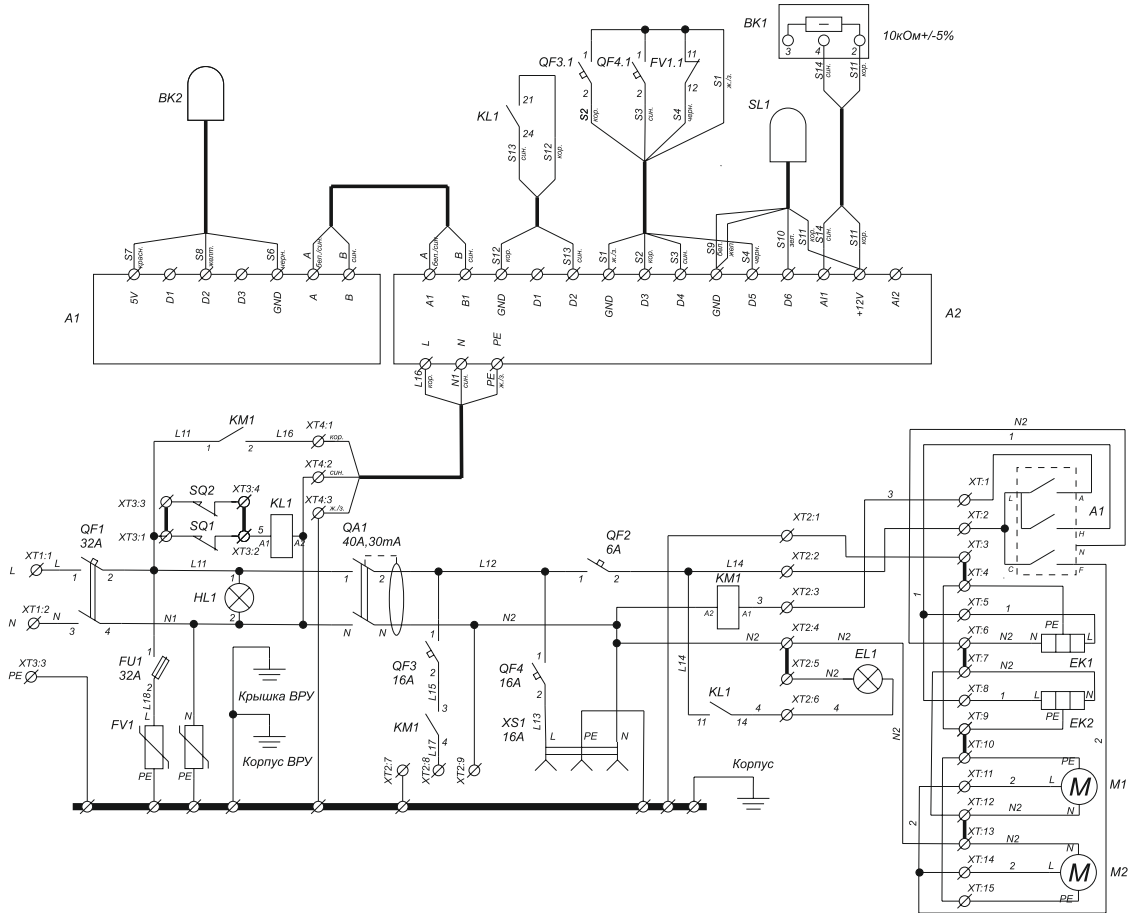 BK1
3
4
2
10кОм+/-5%
S14
син.
S11
кор.
BK2
KL1
21
24
S13
син.
S12
кор.
QF3.1
1
2
QF4.1
1
2
FV1.1
11
12
S1
ж./з.
S2
кор.
S3
син.
S4
черн.
SL1
S7
красн.
S8
желт.
S6
черн.
A
бел./син.
B
син.
A
бел./син.
B
син.
S12
кор.
S13
син.
S1
ж./з.
S2
кор.
S3
син.
S9
бел.
жел.
S4
черн.
S10
зел.
S11
кор.
S14
син.
S11
кор.
A1
5V
D1
D2
D3
GND
A
B
A1
B1
GND
D1
D2
GND
D3
D4
GND
D5
D6
AI1
+12V
AI2
A2
L
N
PE
L16
кор.
N1
син.
PE
ж./з.
KM1
L11
1
2
L16
XT4:1
кор.
XT4:2
син.
XT4:3
ж./з.
XT3:3
SQ2
XT3:4
KL1
XT3:1
SQ1
XT3:2
5
A1
A2
QF1
32A
L
XT1:1
L
1
2
L11
N
XT1:2
N
3
4
N1
HL1
1
2
QA1
40A,30mA
1
2
N
N
L12
N2
QF2
6A
1
2
L14
XT2:1
XT2:2
KM1
A2
A1
3
XT2:3
N2
XT2:4
N2
XT2:5
N2
EL1
KL1
11
14
4
XT2:6
4
L14
XT3:3
PE
FU1
32A
1
2
L18
FV1
L
PE
N
PE
Крышка ВРУ
Корпус ВРУ
QF3
16A
1
2
L15
KM1
3
4
L17
XT2:7
XT2:8
XT2:9
QF4
16A
1
2
L13
XS1
16A
L
PE
N
Корпус
N2
1
3
XT:1
XT:2
XT:3
XT:4
XT:5
XT:6
XT:7
XT:8
XT:9
XT:10
XT:11
XT:12
XT:13
XT:14
XT:15
L
A
A1
H
N
C
F
1
1
PE
N2
N
L
EK1
N2
1
L
N
PE
EK2
2
N2
PE
2
L
M
M1
N
N2
2
N2
N
2
L
M
M2
PE